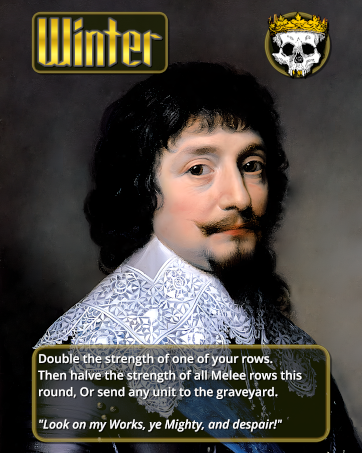 Winter
Double the strength of one of your rows.
Then halve the strength of all Melee rows this
round, Or send any unit to the graveyard.
"Look on my Works, ye Mighty, and despair!"